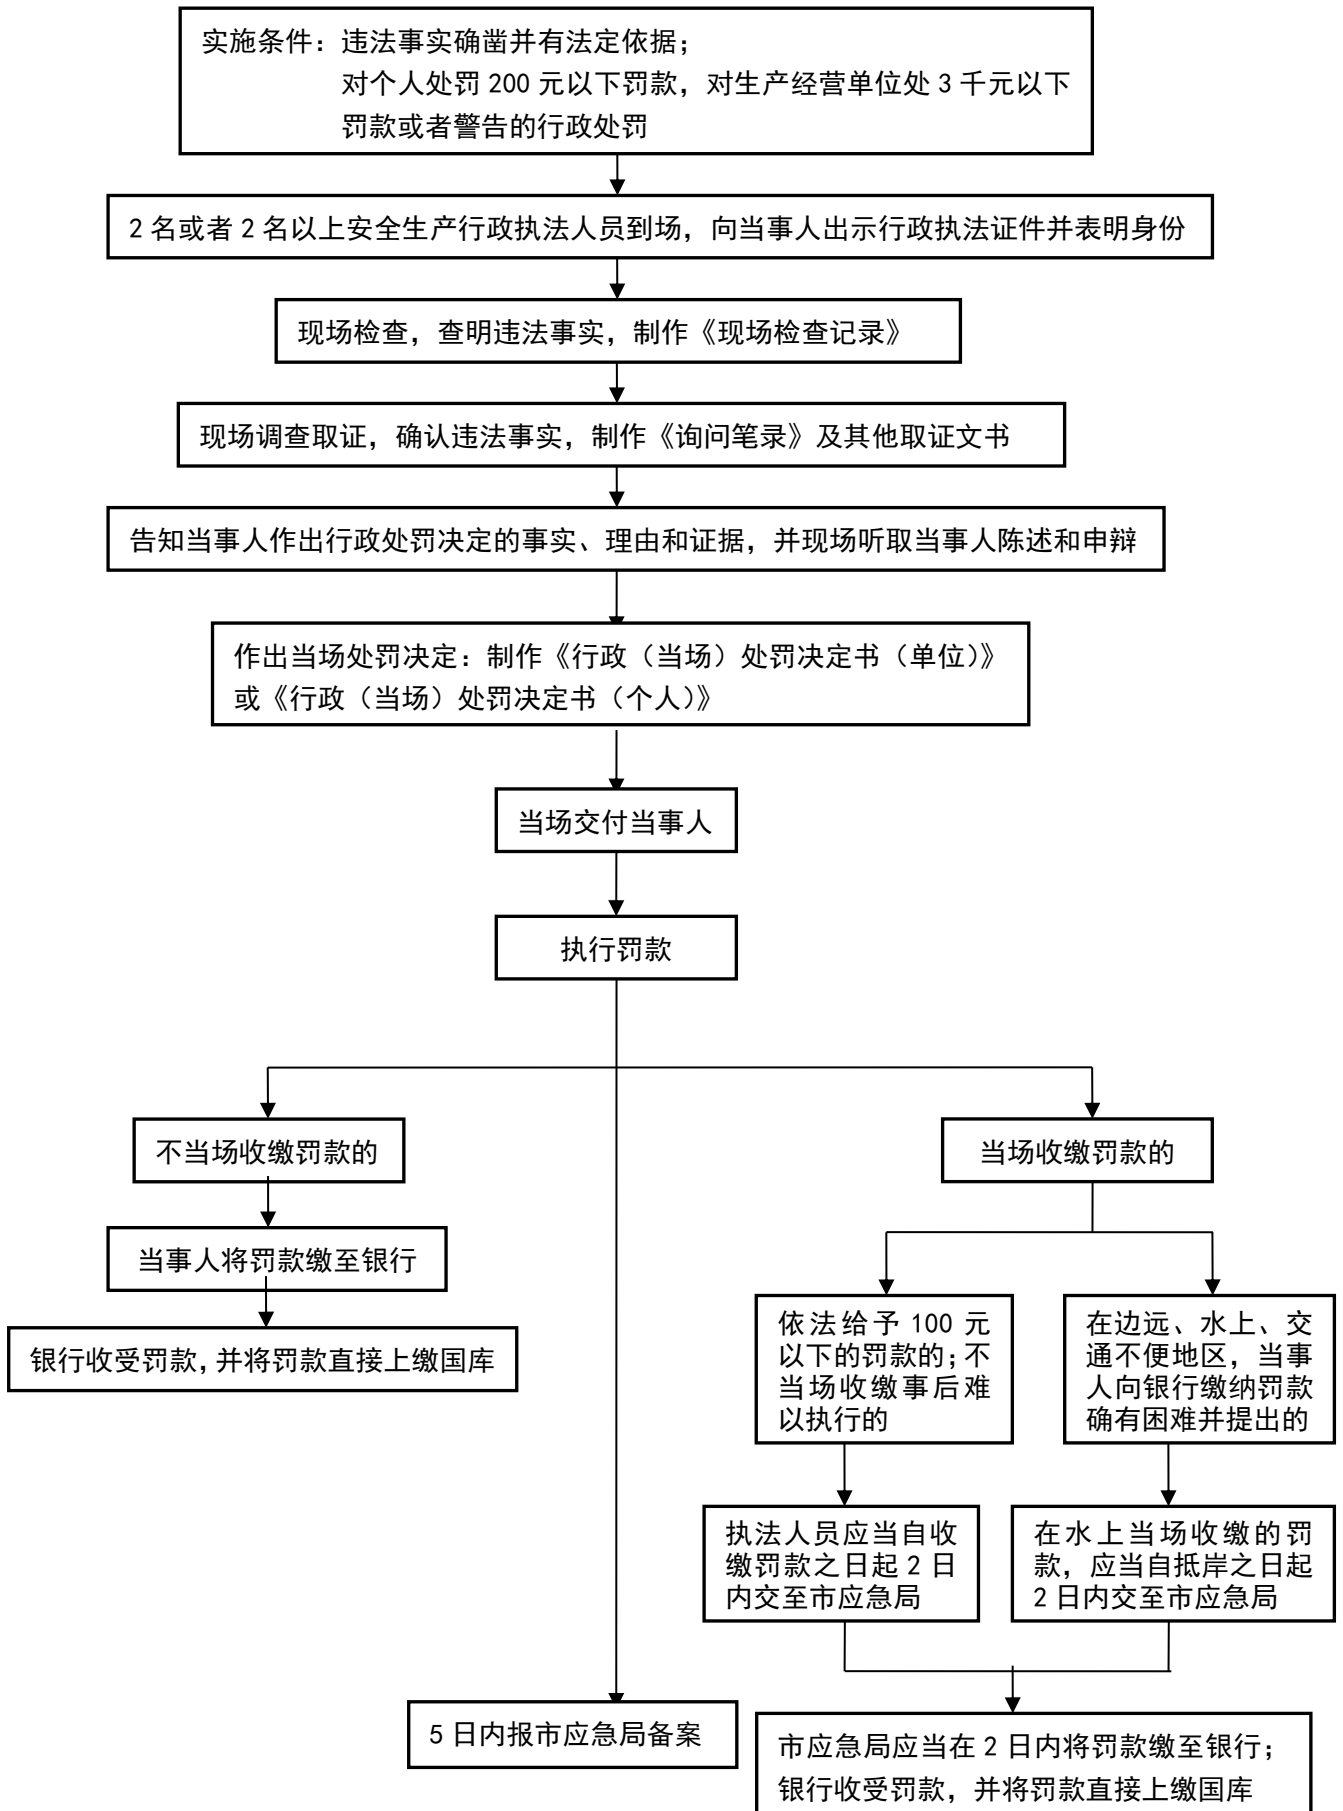 实施条件：违法事实确凿并有法定依据；
对个人处罚 200 元以下罚款，对生产经营单位处 3 千元以下
罚款或者警告的行政处罚
2 名或者 2 名以上安全生产行政执法人员到场，向当事人出示行政执法证件并表明身份
现场检查，查明违法事实，制作《现场检查记录》
现场调查取证，确认违法事实，制作《询问笔录》及其他取证文书
告知当事人作出行政处罚决定的事实、理由和证据，并现场听取当事人陈述和申辩
作出当场处罚决定：制作《行政（当场）处罚决定书（单位）》
或《行政（当场）处罚决定书（个人）》
当场交付当事人
执行罚款
不当场收缴罚款的
当事人将罚款缴至银行
银行收受罚款，并将罚款直接上缴国库
当场收缴罚款的
依法给予 100 元
以下的罚款的；不
当场收缴事后难
以执行的
在边远、水上、交
通不便地区，当事
人向银行缴纳罚款
确有困难并提出的
执法人员应当自收
缴罚款之日起 2 日
内交至市应急局
在水上当场收缴的罚
款，应当自抵岸之日起
2 日内交至市应急局
5 日内报市应急局备案
市应急局应当在 2 日内将罚款缴至银行；
银行收受罚款，并将罚款直接上缴国库